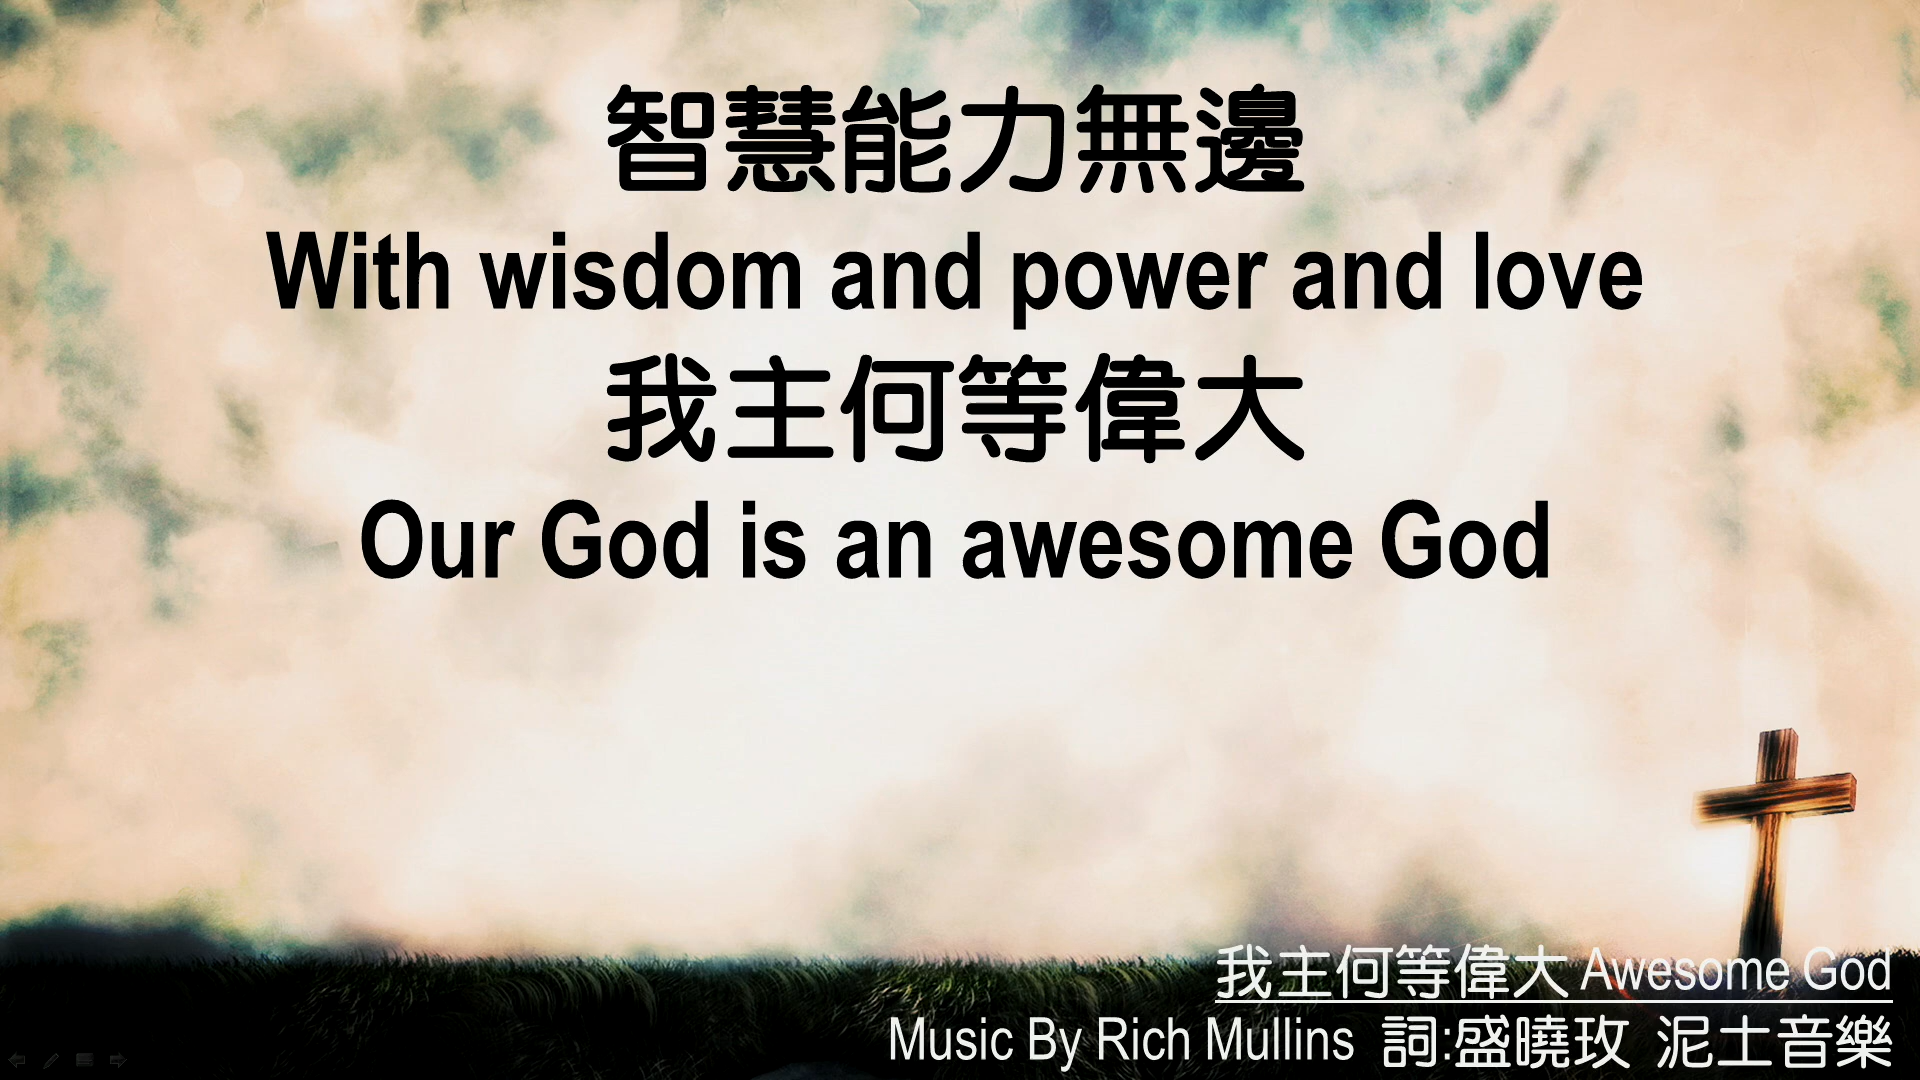 智慧能力無邊
With wisdom and power and love
我主何等偉大
Our God is an awesome God
我主何等偉大 Awesome God
Music By Rich Mullins 詞:盛曉玫 泥土音樂